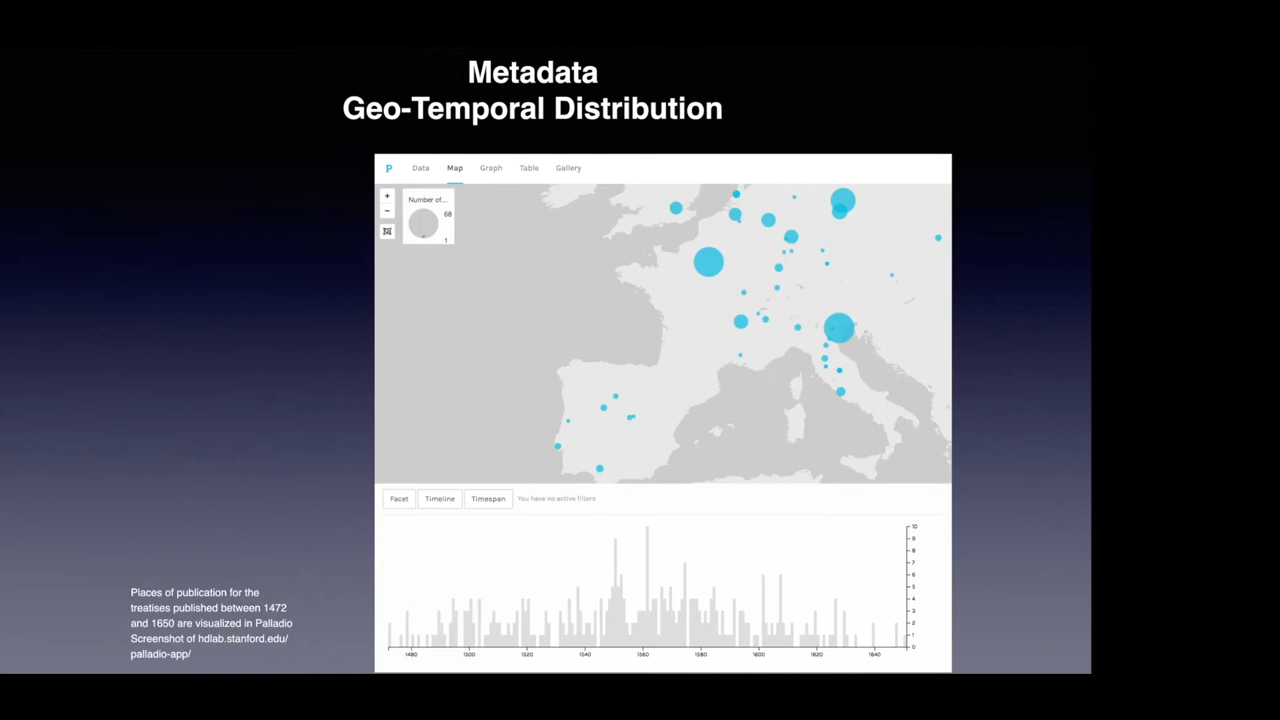 Metadata
Geo-Temporal Distribution
P Data Map Graph Table Gallery
+
−
Number of...
68
1
Facet Timeline Timespan You have no active filters
10
9
8
7
6
5
4
3
2
1
0
1480 1500 1520 1540 1560 1580 1600 1620 1640
Places of publication for the
treatises published between 1472
and 1650 are visualized in Palladio
Screenshot of hdlab.stanford.edu/
palladio-app/